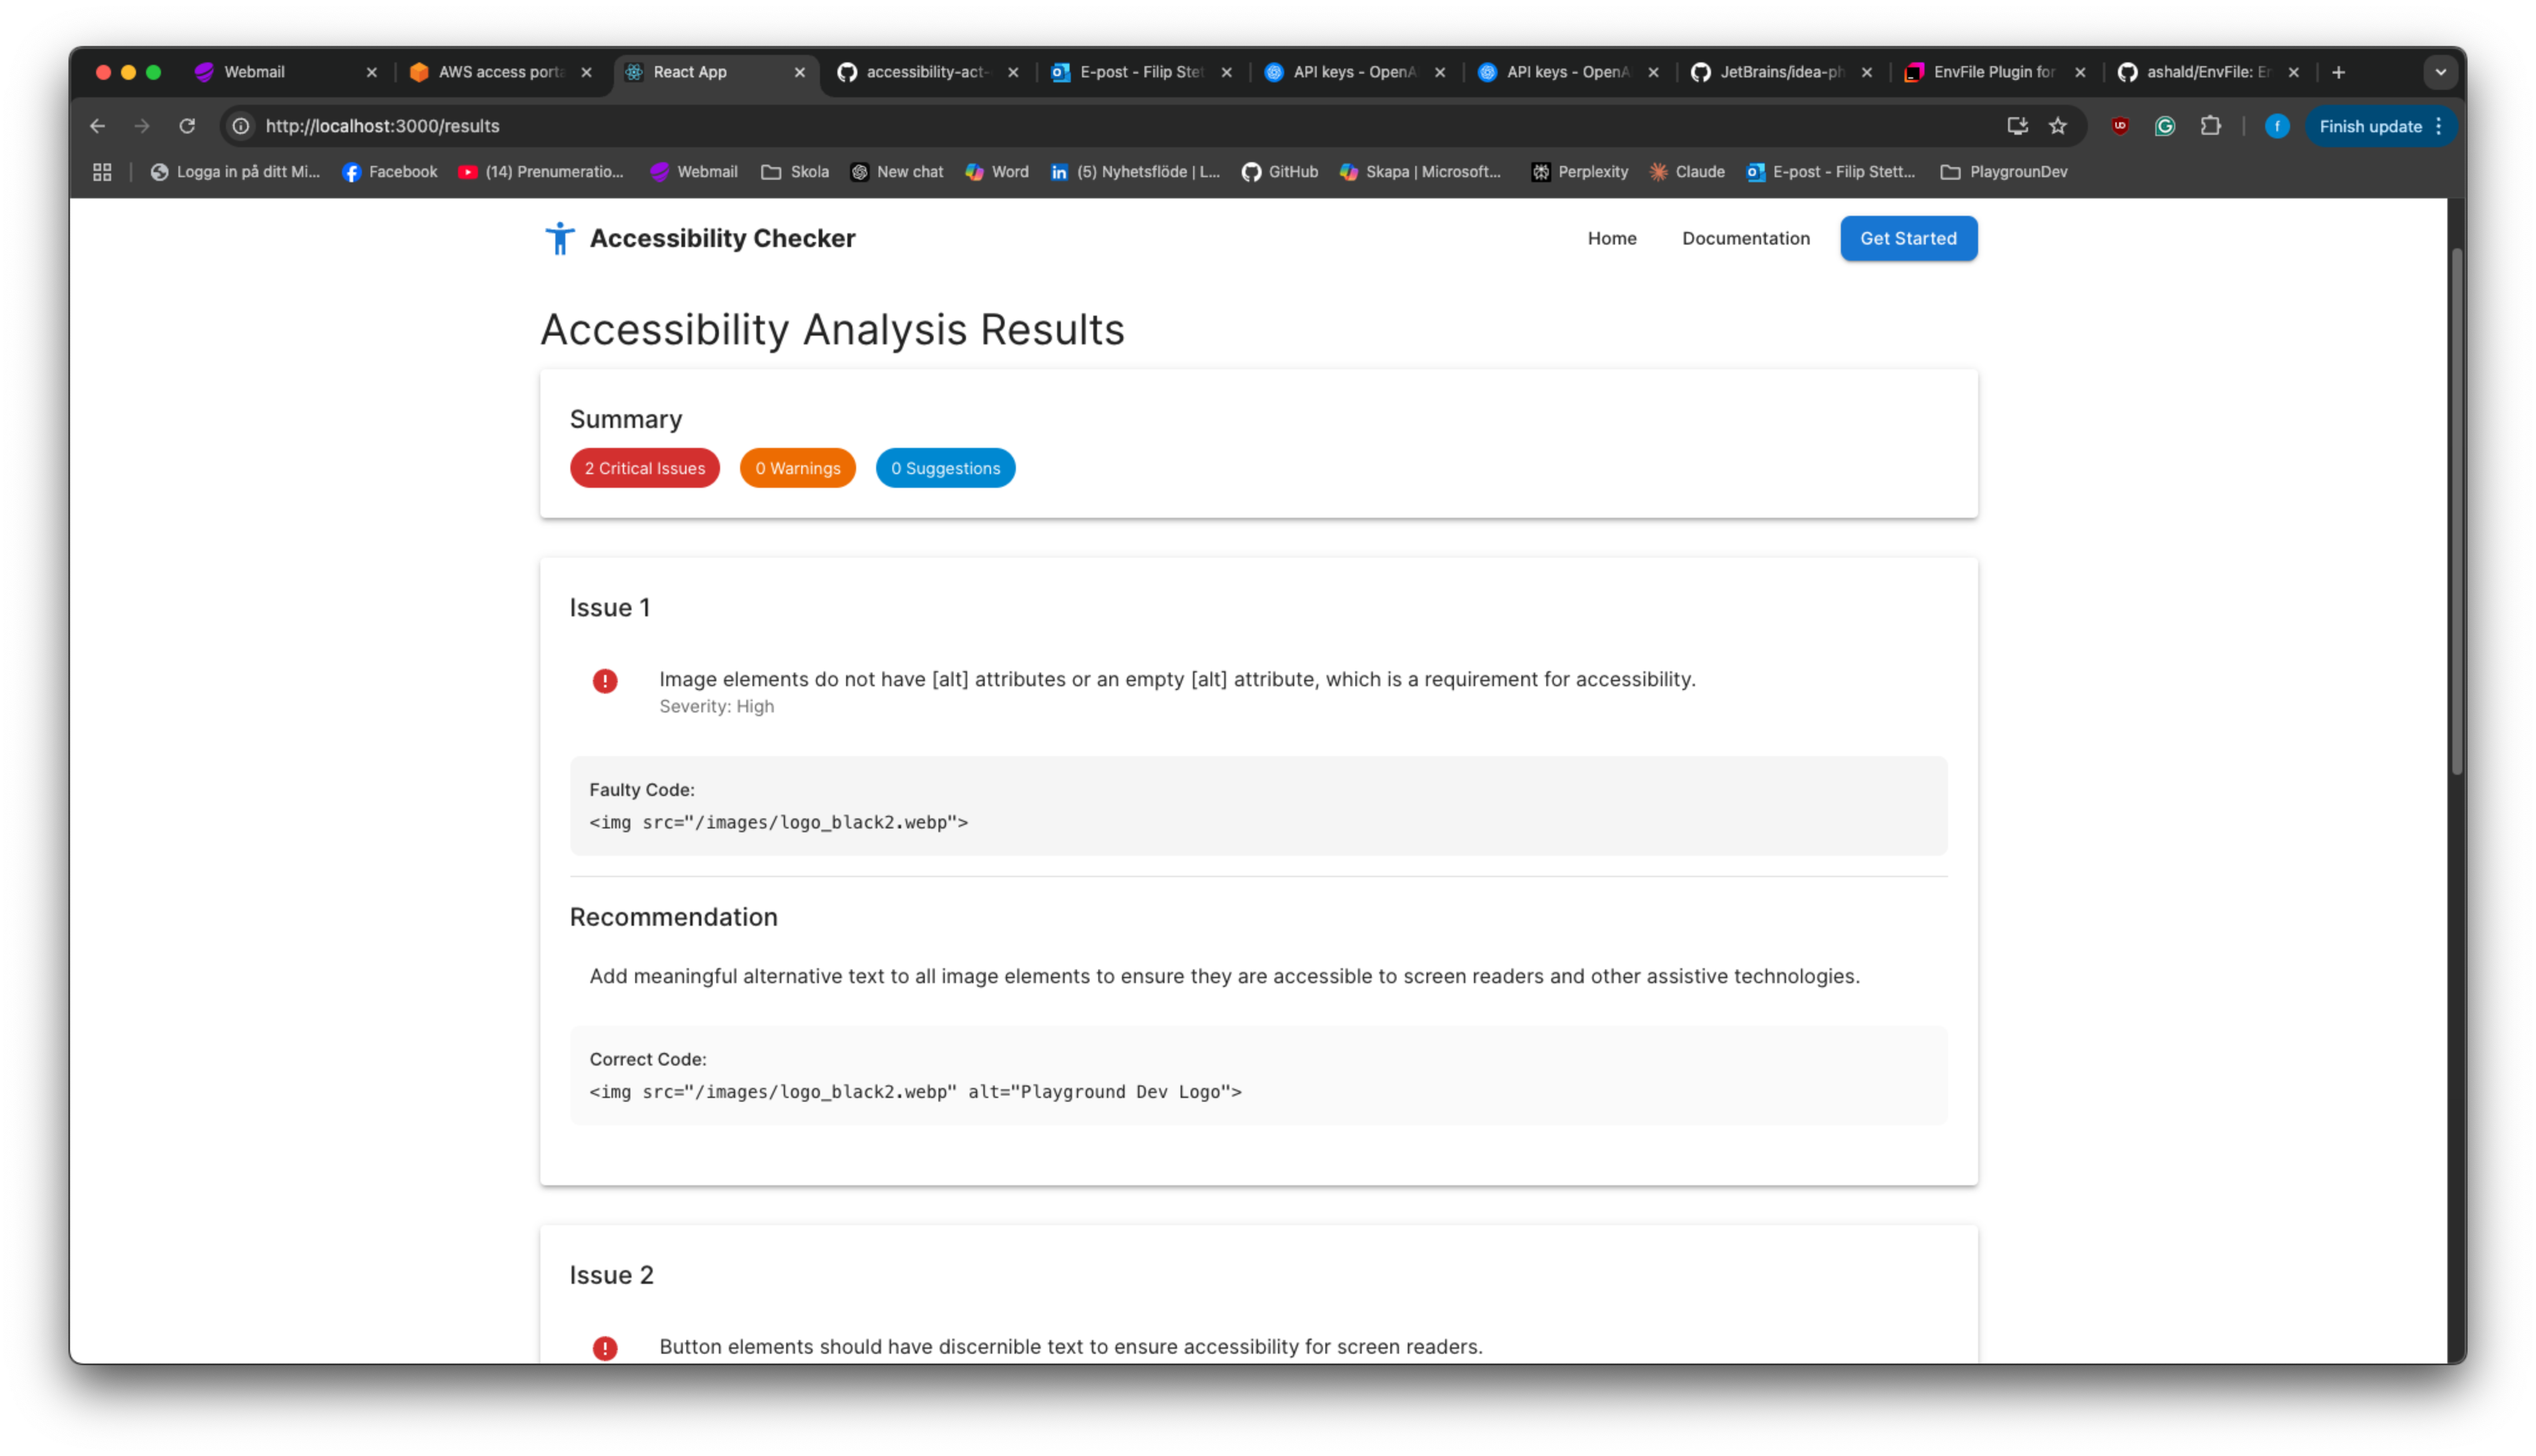 Webmail
AWS access porta
React App
accessibility-act-
E-post - Filip Stet
API keys - OpenA
API keys - OpenA
JetBrains/idea-ph
EnvFile Plugin for
ashald/EnvFile: En
http://localhost:3000/results
Finish update
Logga in på ditt Mi...
Facebook
(14) Prenumeratio...
Webmail
Skola
New chat
Word
(5) Nyhetsflöde | L...
GitHub
Skapa | Microsoft...
Perplexity
Claude
E-post - Filip Stett...
PlaygrounDev
Accessibility Checker
Home
Documentation
Get Started
Accessibility Analysis Results
Summary
2 Critical Issues
0 Warnings
0 Suggestions
Issue 1
Image elements do not have [alt] attributes or an empty [alt] attribute, which is a requirement for accessibility.
Severity: High
Faulty Code:
<img src="/images/logo_black2.webp">
Recommendation
Add meaningful alternative text to all image elements to ensure they are accessible to screen readers and other assistive technologies.
Correct Code:
<img src="/images/logo_black2.webp" alt="Playground Dev Logo">
Issue 2
Button elements should have discernible text to ensure accessibility for screen readers.